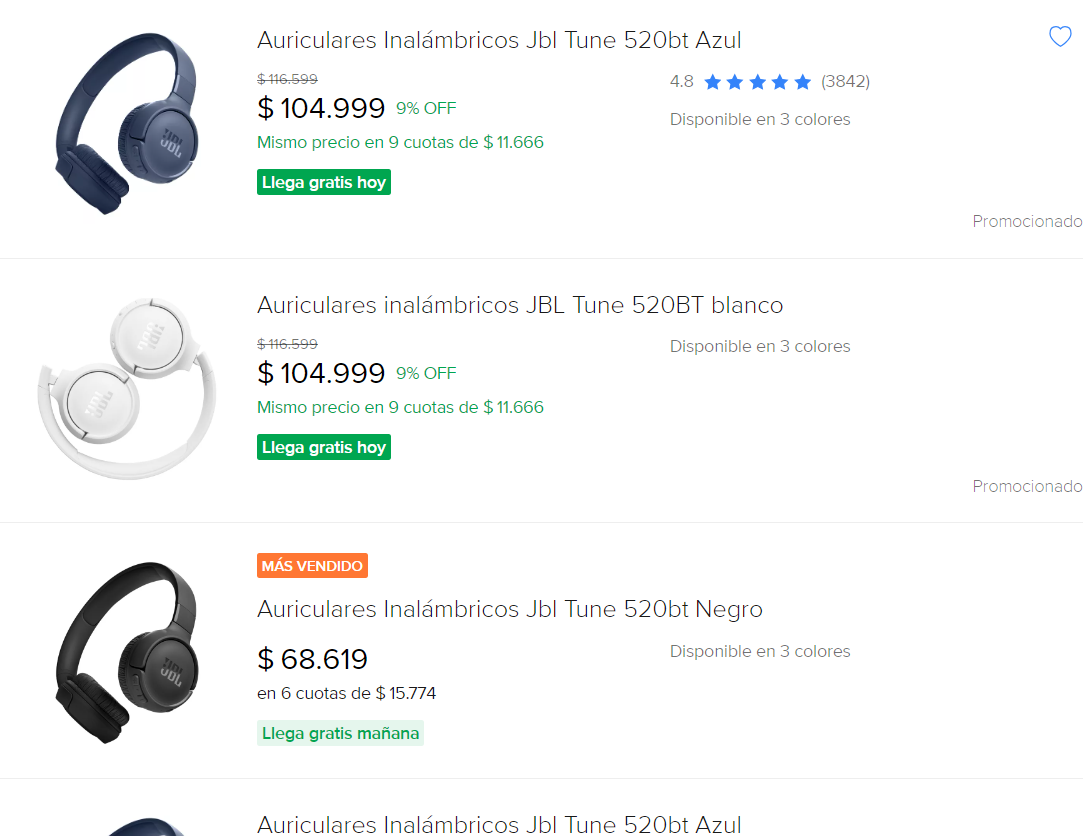 Auriculares Inalámbricos Jbl Tune 520bt Azul
$ 116.599
$ 104.999 9% OFF
Mismo precio en 9 cuotas de $ 11.666
Llega gratis hoy
4.8 (3842)
Disponible en 3 colores
Promocionado
JBL
Auriculares inalámbricos JBL Tune 520BT blanco
$ 116.599
$ 104.999 9% OFF
Mismo precio en 9 cuotas de $ 11.666
Llega gratis hoy
Disponible en 3 colores
Promocionado
JBL
JBL
MÁS VENDIDO
Auriculares Inalámbricos Jbl Tune 520bt Negro
$ 68.619
en 6 cuotas de $ 15.774
Llega gratis mañana
Disponible en 3 colores
JBL
Auriculares Inalámbricos Jbl Tune 520bt Azul